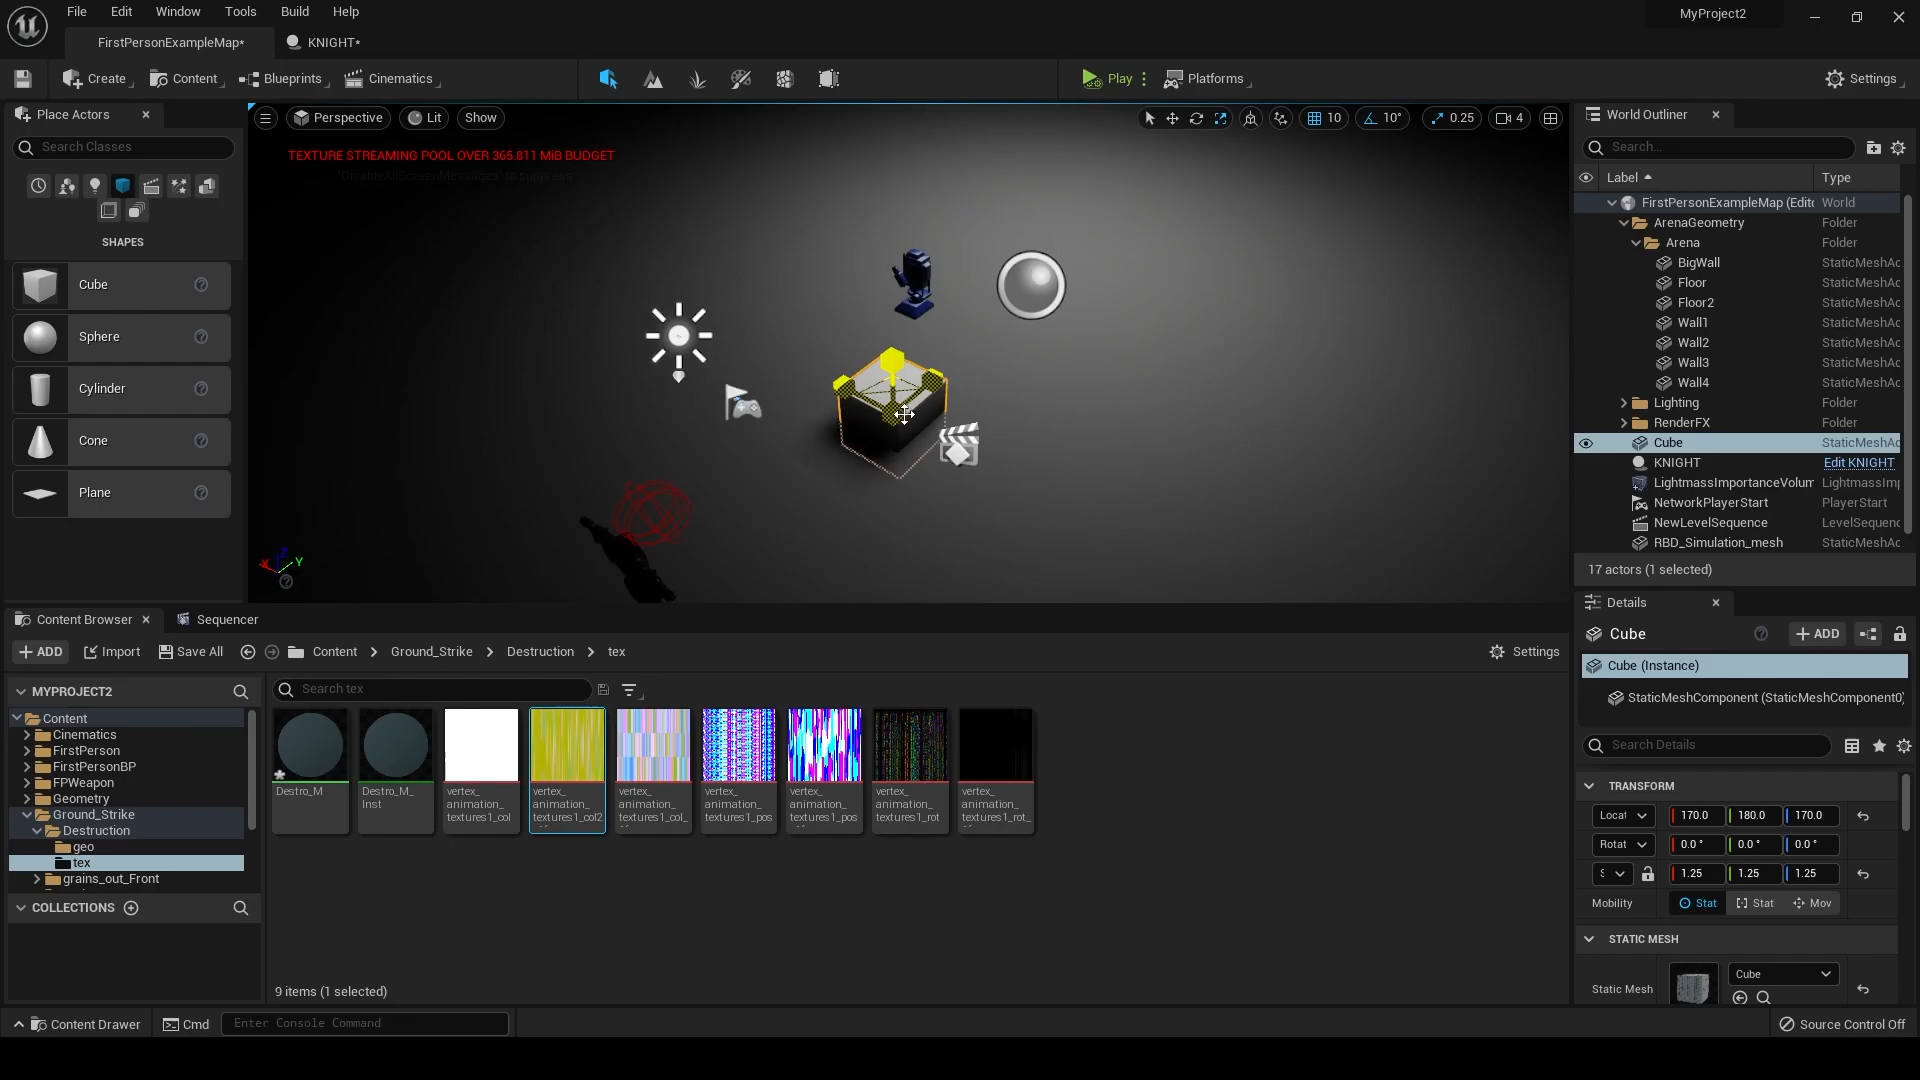 File Edit Window Tools Build Help
MyProject2
FirstPersonExampleMap*
KNIGHT*
Create
Content
Blueprints
Cinematics
Play
Platforms
Settings
Place Actors
Search Classes
SHAPES
Cube
Sphere
Cylinder
Cone
Plane
Perspective
Lit
Show
10
10°
0.25
4
TEXTURE STREAMING POOL OVER 365.811 MiB BUDGET
'DisableAllScreenMessages' to suppress
X
Y
Z
World Outliner
Search...
Label Type
FirstPersonExampleMap (Edito World
ArenaGeometry Folder
Arena Folder
BigWall StaticMeshAc
Floor StaticMeshAc
Floor2 StaticMeshAc
Wall1 StaticMeshAc
Wall2 StaticMeshAc
Wall3 StaticMeshAc
Wall4 StaticMeshAc
Lighting Folder
RenderFX Folder
Cube StaticMeshAc
KNIGHT Edit KNIGHT
LightmassImportanceVolum LightmassImp
NetworkPlayerStart PlayerStart
NewLevelSequence LevelSequenc
RBD_Simulation_mesh StaticMeshAc
17 actors (1 selected)
Details
Cube
ADD
Cube (Instance)
StaticMeshComponent (StaticMeshComponent0)
Search Details
TRANSFORM
Locat 170.0 180.0 170.0
Rotat 0.0 ° 0.0 ° 0.0 °
S 1.25 1.25 1.25
Mobility Stat Stat Mov
STATIC MESH
Static Mesh Cube
Content Browser
Sequencer
ADD
Import
Save All
Content > Ground_Strike > Destruction > tex
Settings
MYPROJECT2
Content
Cinematics
FirstPerson
FirstPersonBP
FPWeapon
Geometry
Ground_Strike
Destruction
geo
tex
grains_out_Front
COLLECTIONS
Search tex
Destro_M
Destro_M_
Inst
vertex_
animation_
textures1_col
vertex_
animation_
textures1_col2
vertex_
animation_
textures1_col_
vertex_
animation_
textures1_pos
vertex_
animation_
textures1_pos
vertex_
animation_
textures1_rot
vertex_
animation_
textures1_rot_
9 items (1 selected)
Content Drawer
Cmd
Enter Console Command
Source Control Off